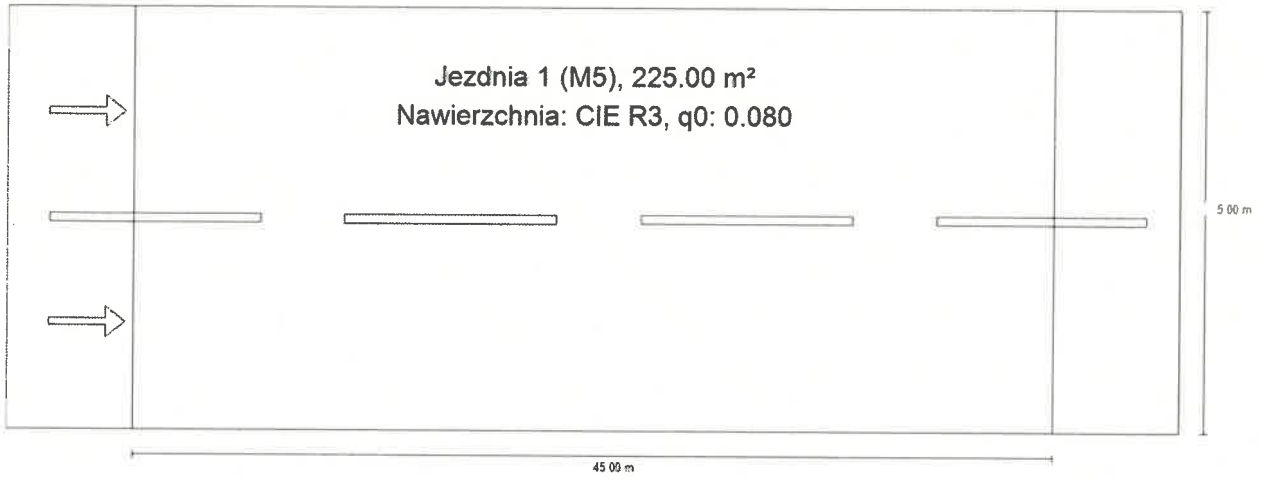 Jezdnia 1 (M5), 225.00 m²
Nawierzchnia: CIE R3, q0: 0.080
5 00 m
45 00 m